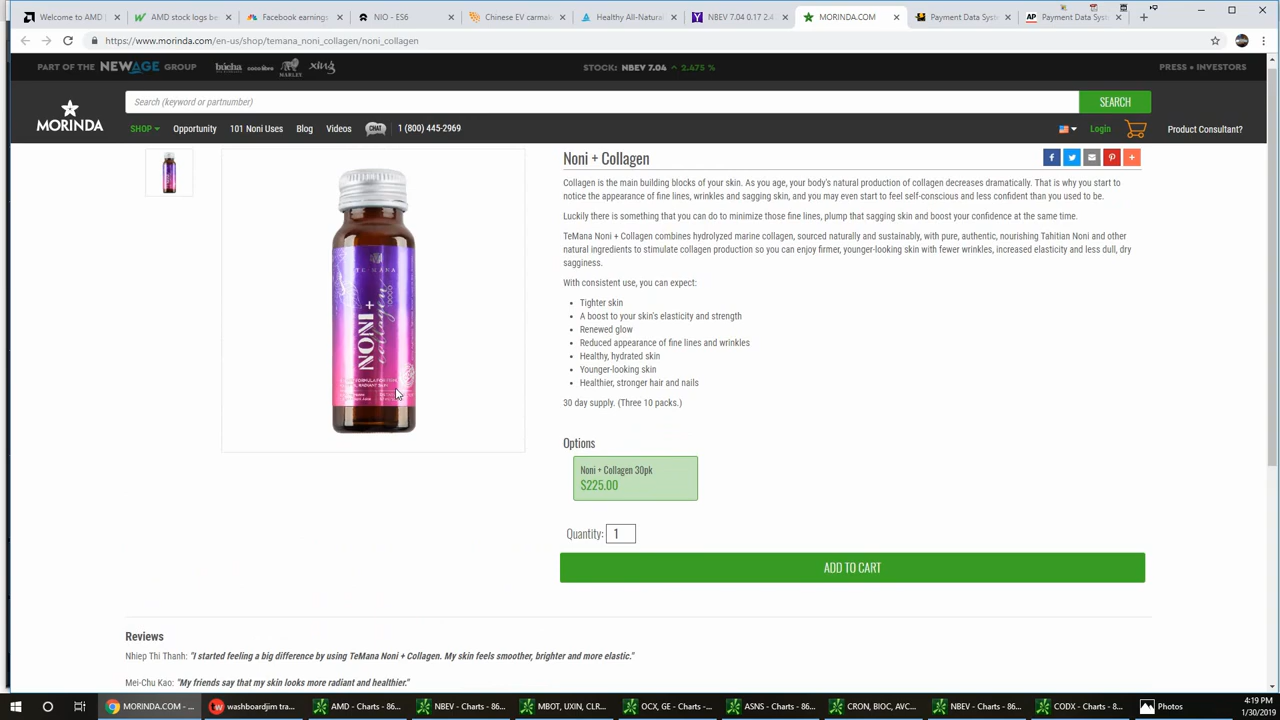 Welcome to AMD |
AMD stock logs be
Facebook earnings
NIO - ES6
Chinese EV carmak
Healthy All-Natural
NBEV 7.04 0.17 2.4
MORINDA.COM
Payment Data Syst
Payment Data Syst
https://www.morinda.com/en-us/shop/temana_noni_collagen/noni_collagen
PART OF THE NEWAGE GROUP
búcha
COCO LIBRE
MARLEY
xing
STOCK: NBEV 7.04 2.475 %
PRESS • INVESTORS
MORINDA
Search (keyword or partnumber)
SEARCH
SHOP
Opportunity
101 Noni Uses
Blog
Videos
CHAT
1 (800) 445-2969
Login
Product Consultant?
TE MANA
NONI +
collagen
Noni + Collagen
Collagen is the main building blocks of your skin. As you age, your body's natural production of collagen decreases dramatically. That is why you start to
notice the appearance of fine lines, wrinkles and sagging skin, and you may even start to feel self-conscious and less confident than you used to be.
Luckily there is something that you can do to minimize those fine lines, plump that sagging skin and boost your confidence at the same time.
TeMana Noni + Collagen combines hydrolyzed marine collagen, sourced naturally and sustainably, with pure, authentic, nourishing Tahitian Noni and other
natural ingredients to stimulate collagen production so you can enjoy firmer, younger-looking skin with fewer wrinkles, increased elasticity and less dull, dry
sagginess.
With consistent use, you can expect:
• Tighter skin
• A boost to your skin's elasticity and strength
• Renewed glow
• Reduced appearance of fine lines and wrinkles
• Healthy, hydrated skin
• Younger-looking skin
• Healthier, stronger hair and nails
30 day supply. (Three 10 packs.)
Options
Noni + Collagen 30pk
$225.00
Quantity: 1
ADD TO CART
Reviews
Nhiep Thi Thanh: "I started feeling a big difference by using TeMana Noni + Collagen. My skin feels smoother, brighter and more elastic."
Mei-Chu Kao: "My friends say that my skin looks more radiant and healthier."
MORINDA.COM - ...
washboardjim tra...
AMD - Charts - 86...
NBEV - Charts - 86...
MBOT, UXIN, CLR...
OCX, GE - Charts -...
ASNS - Charts - 86...
CRON, BIOC, AVC...
NBEV - Charts - 86...
CODX - Charts - 86...
Photos
4:19 PM
1/30/2019